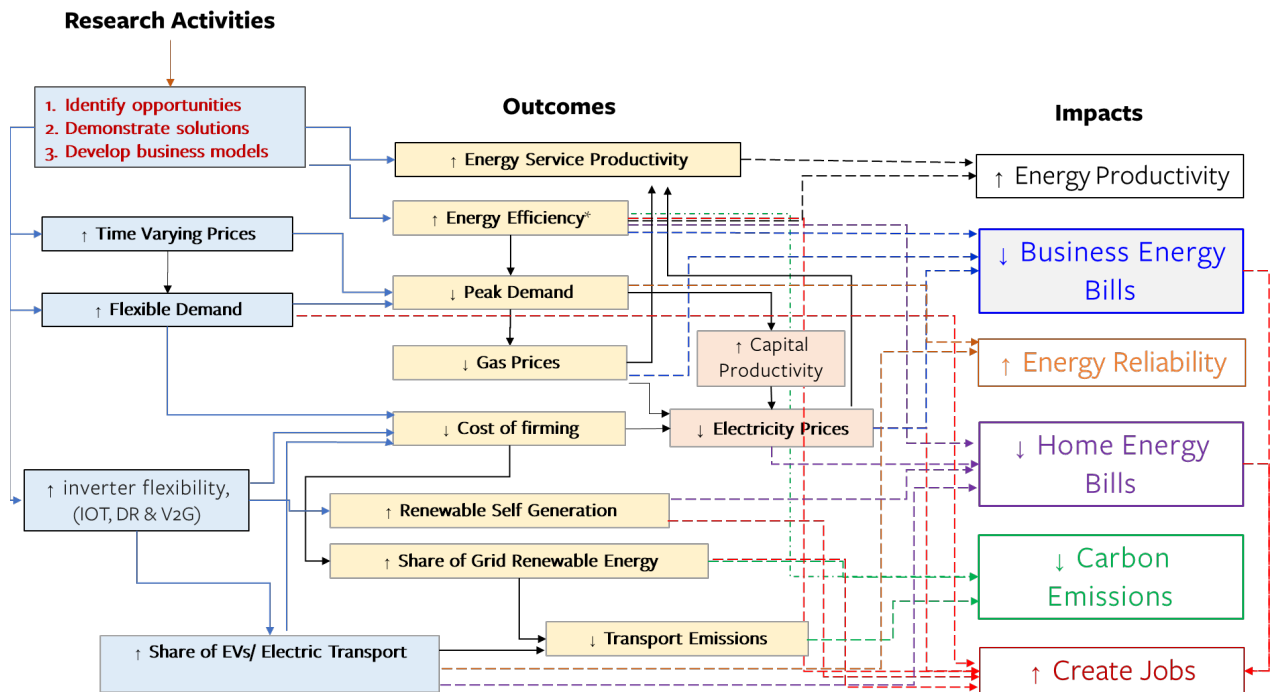 Research Activities
1. Identify opportunities
2. Demonstrate solutions
3. Develop business models
Outcomes
Impacts
↑ Energy Service Productivity
↑ Energy Productivity
↑ Energy Efficiency*
↑ Time Varying Prices
↓ Business Energy
Bills
↓ Peak Demand
↑ Flexible Demand
↑ Capital
Productivity
↓ Gas Prices
↑ Energy Reliability
↓ Cost of firming
↓ Electricity Prices
↓ Home Energy
Bills
↑ inverter flexibility,
(IOT, DR & V2G)
↑ Renewable Self Generation
↑ Share of Grid Renewable Energy
↓ Carbon
Emissions
↑ Share of EVs/ Electric Transport
↓ Transport Emissions
↑ Create Jobs